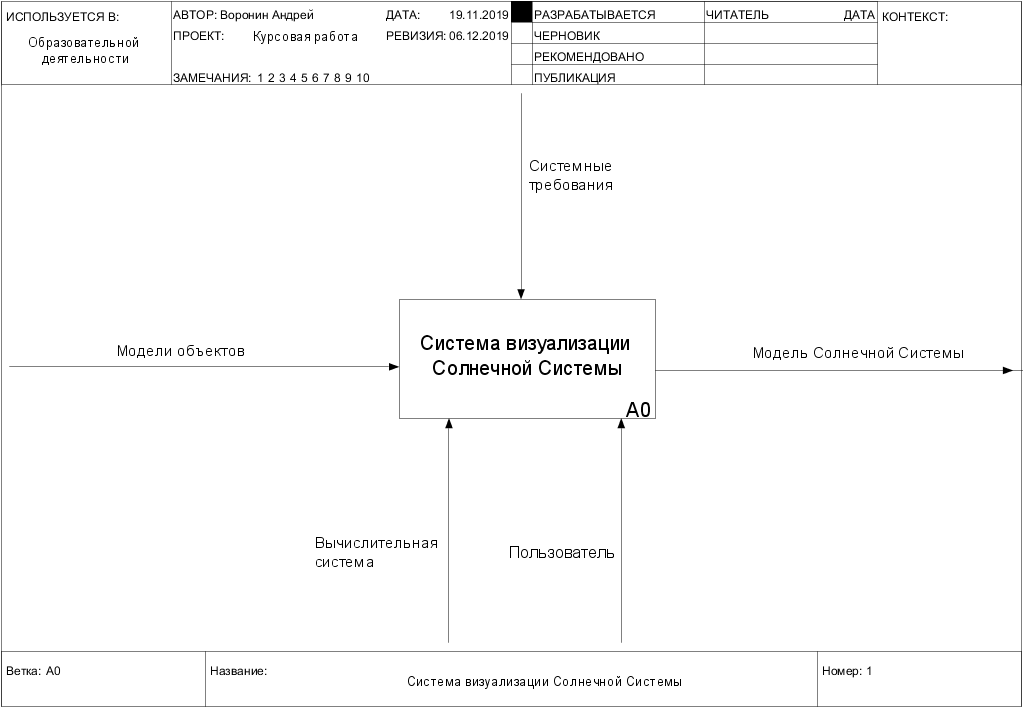 ИСПОЛЬЗУЕТСЯ В:
Образовательной
деятельности
АВТОР: Воронин Андрей
ДАТА: 19.11.2019
ПРОЕКТ: Курсовая работа
РЕВИЗИЯ: 06.12.2019
ЗАМЕЧАНИЯ: 1 2 3 4 5 6 7 8 9 10
РАЗРАБАТЫВАЕТСЯ
ЧЕРНОВИК
РЕКОМЕНДОВАНО
ПУБЛИКАЦИЯ
ЧИТАТЕЛЬ ДАТА
КОНТЕКСТ:
Системные
требования
Модели объектов
Система визуализации
Солнечной Системы
A0
Модель Солнечной Системы
Вычислительная
система
Пользователь
Ветка: A0
Название:
Система визуализации Солнечной Системы
Номер: 1